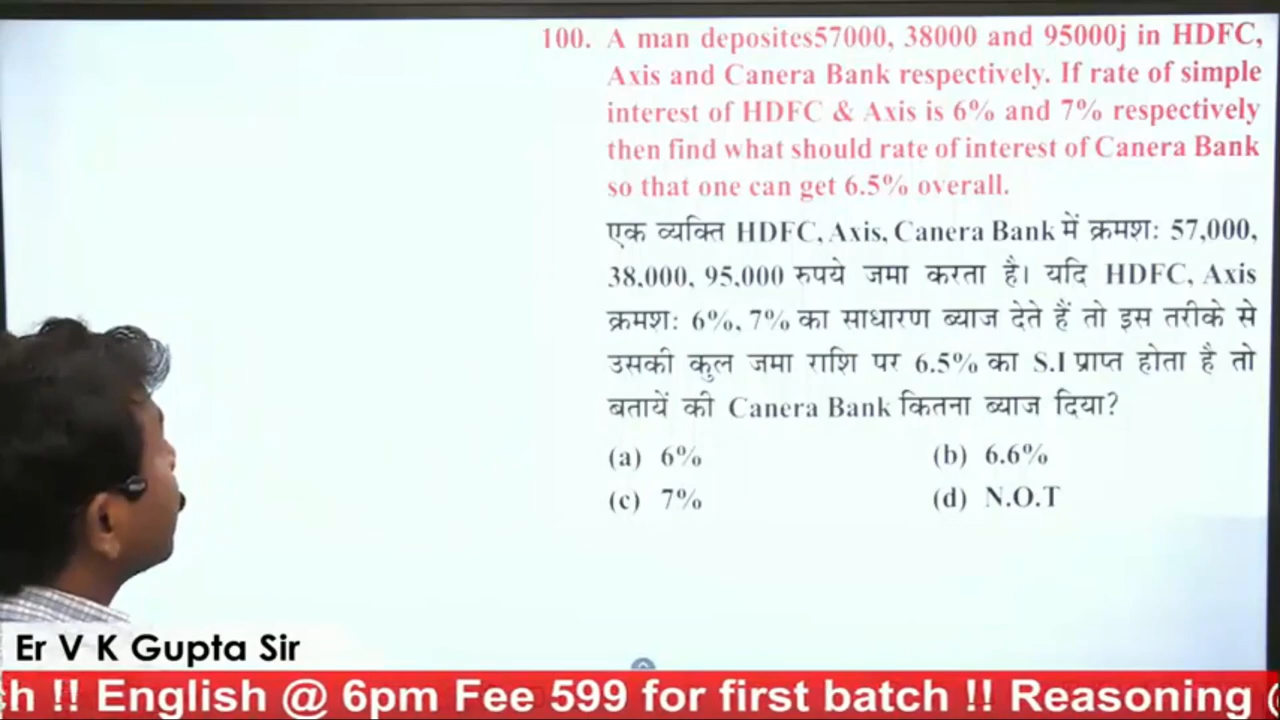 100. A man deposites57000, 38000 and 95000j in HDFC,
Axis and Canera Bank respectively. If rate of simple
interest of HDFC & Axis is 6% and 7% respectively
then find what should rate of interest of Canera Bank
so that one can get 6.5% overall.
एक व्यक्ति HDFC, Axis, Canera Bank में क्रमश: 57,000,
38,000, 95,000 रुपये जमा करता है। यदि HDFC, Axis
क्रमश: 6%, 7% का साधारण ब्याज देते हैं तो इस तरीके से
उसकी कुल जमा राशि पर 6.5% का S.I प्राप्त होता है तो
बतायें की Canera Bank कितना ब्याज दिया?
(a) 6% (b) 6.6%
(c) 7% (d) N.O.T
Er V K Gupta Sir
h !! English @ 6pm Fee 599 for first batch !! Reasoning @